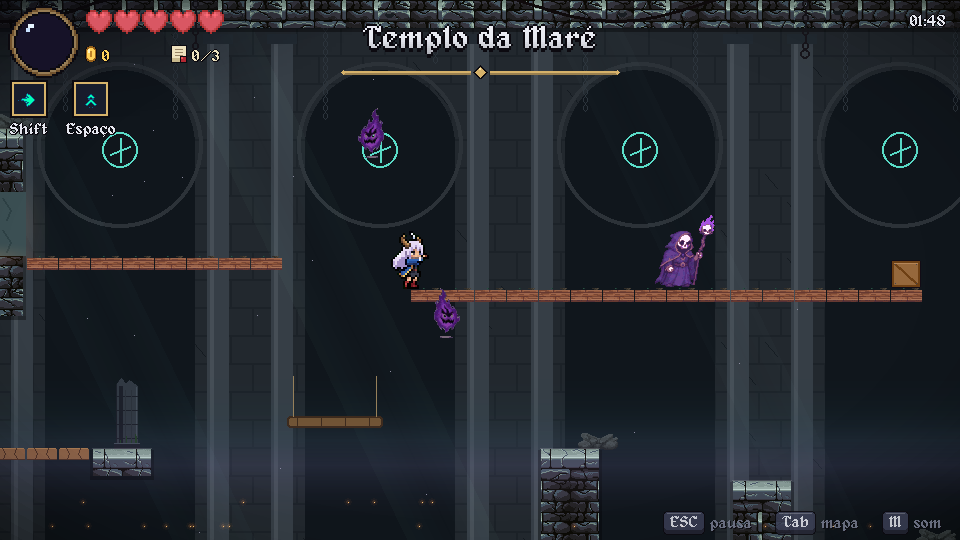 Templo da Maré
01:48
0
0/3
Shift
Espaço
ESC pausa
Tab mapa
M som